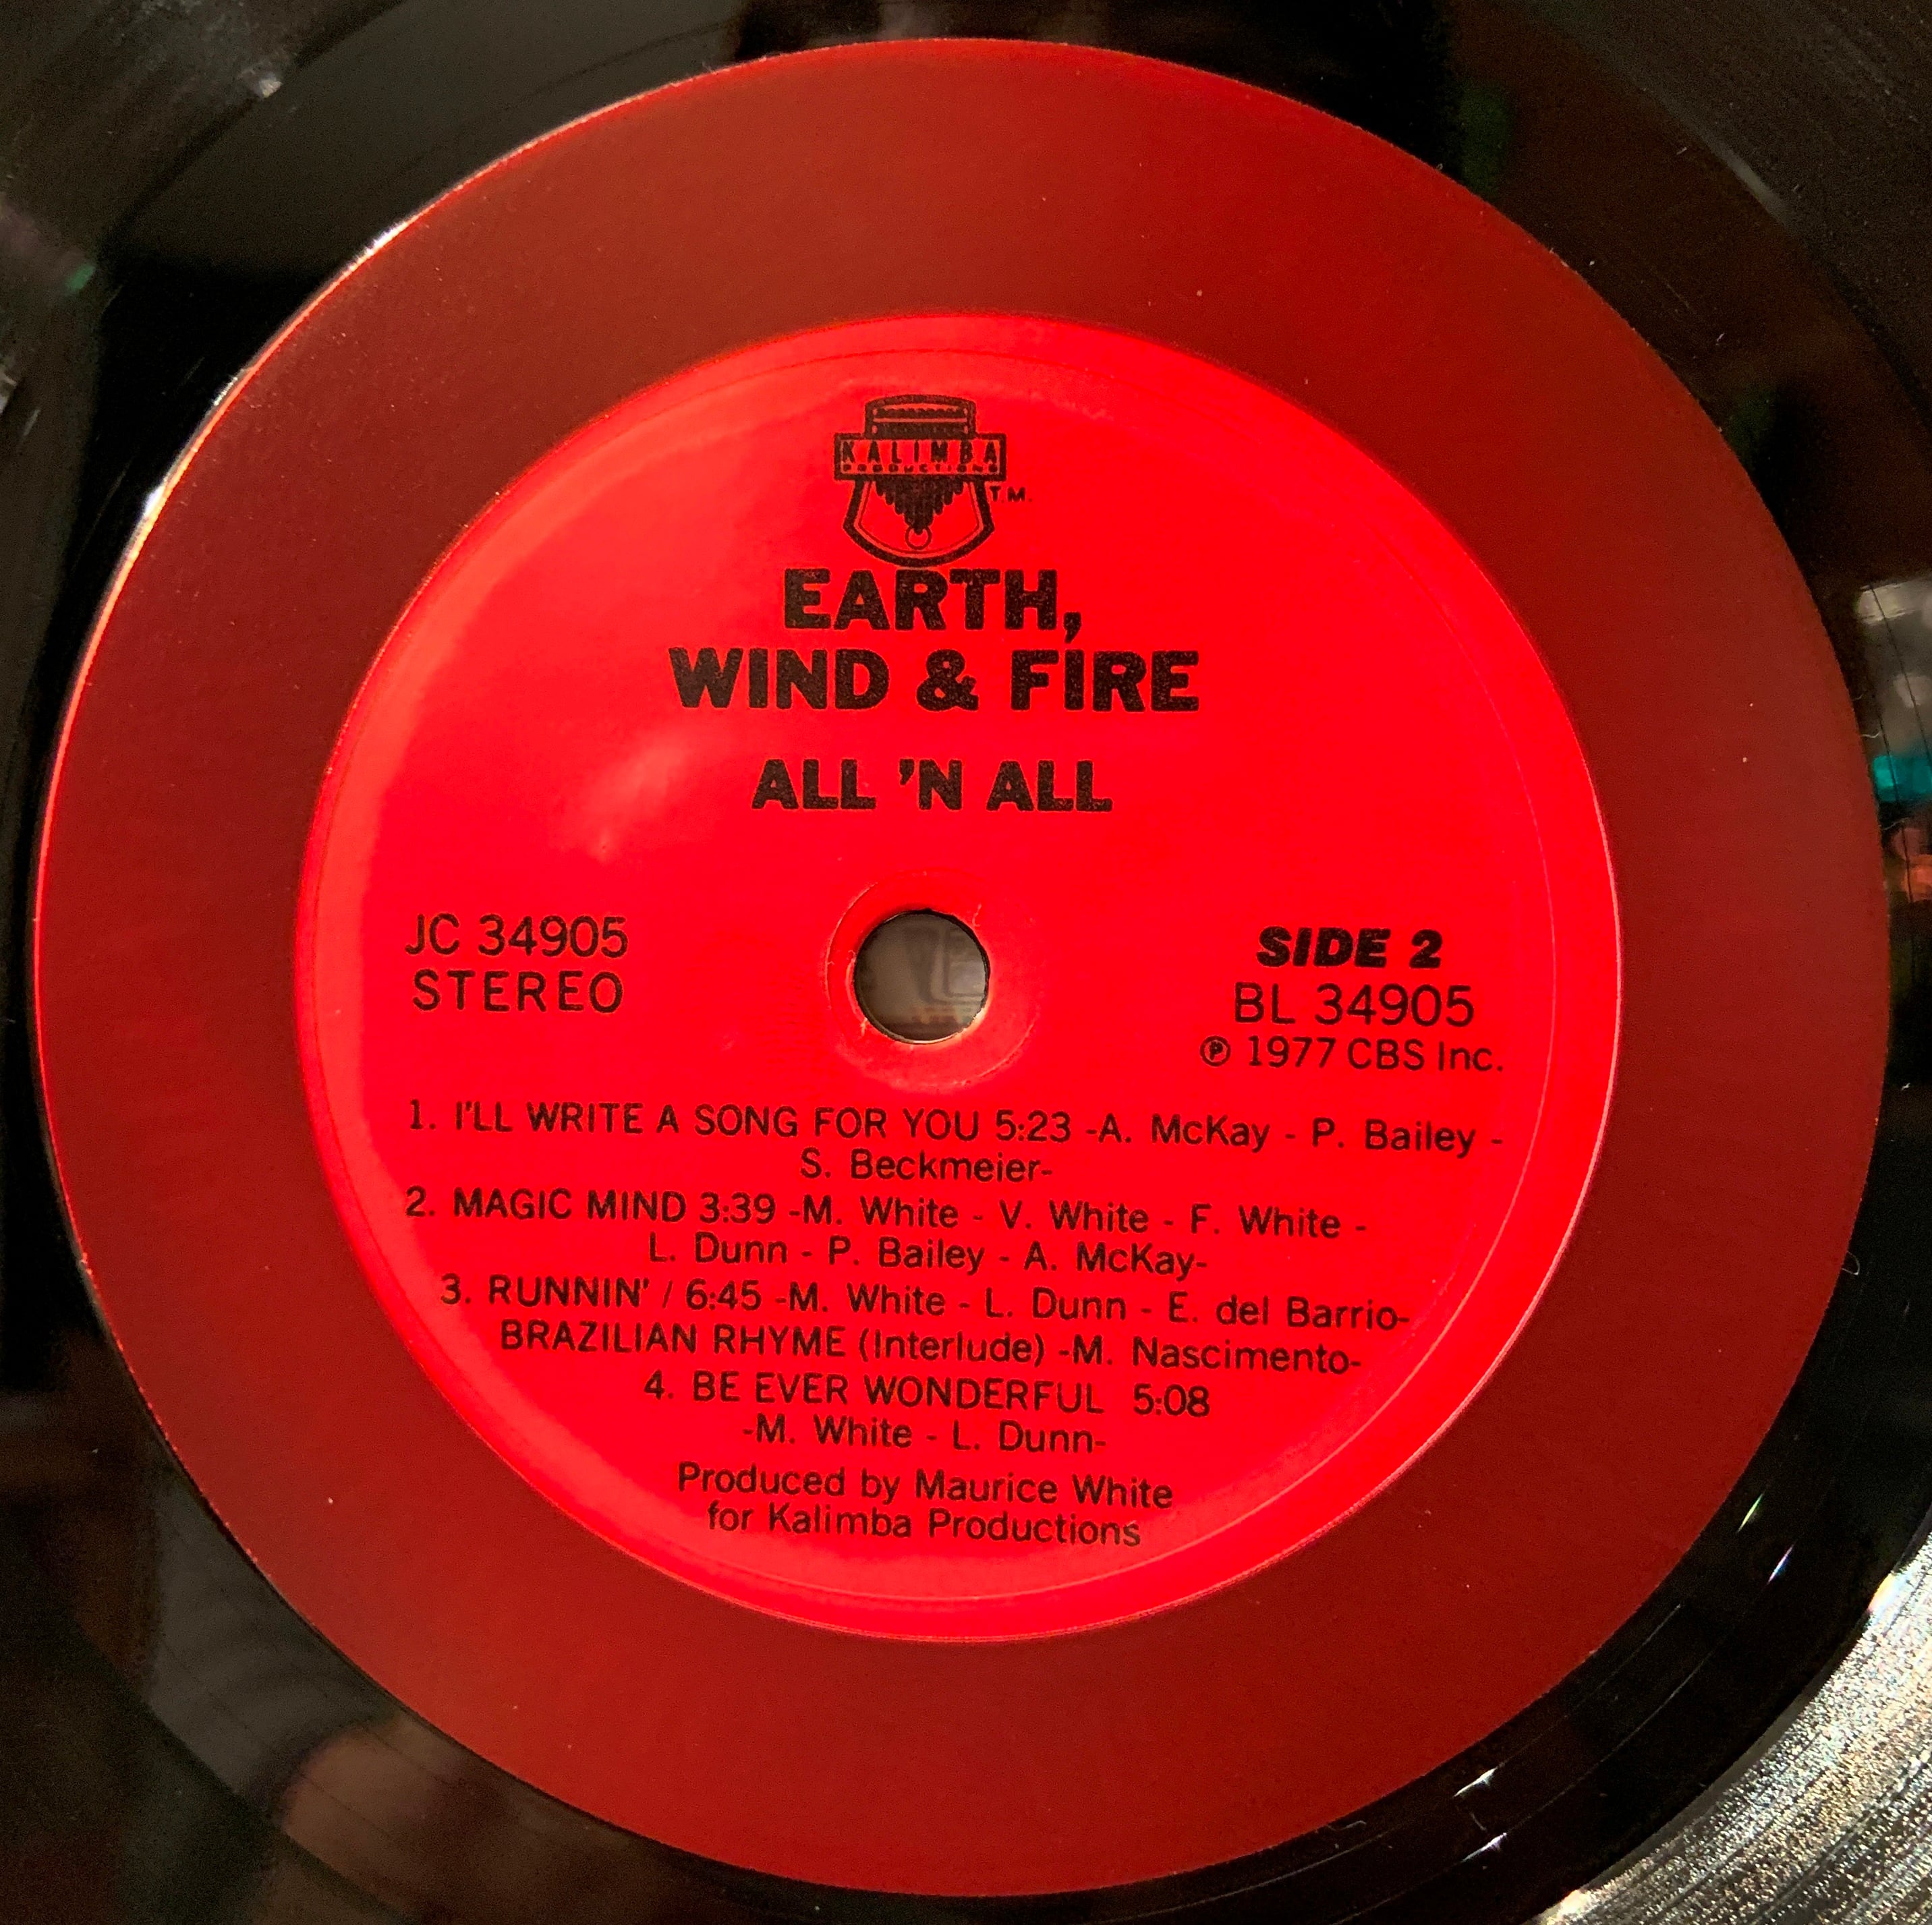 KALIMBA
PRODUCTIONS
T.M.
EARTH,
WIND & FIRE
ALL 'N ALL
JC 34905
STEREO
SIDE 2
BL 34905
℗ 1977 CBS Inc.
1. I'LL WRITE A SONG FOR YOU 5:23 -A. McKay - P. Bailey -
S. Beckmeier-
2. MAGIC MIND 3:39 -M. White - V. White - F. White -
L. Dunn - P. Bailey - A. McKay-
3. RUNNIN' / 6:45 -M. White - L. Dunn - E. del Barrio-
BRAZILIAN RHYME (Interlude) -M. Nascimento-
4. BE EVER WONDERFUL 5:08
-M. White - L. Dunn-
Produced by Maurice White
for Kalimba Productions